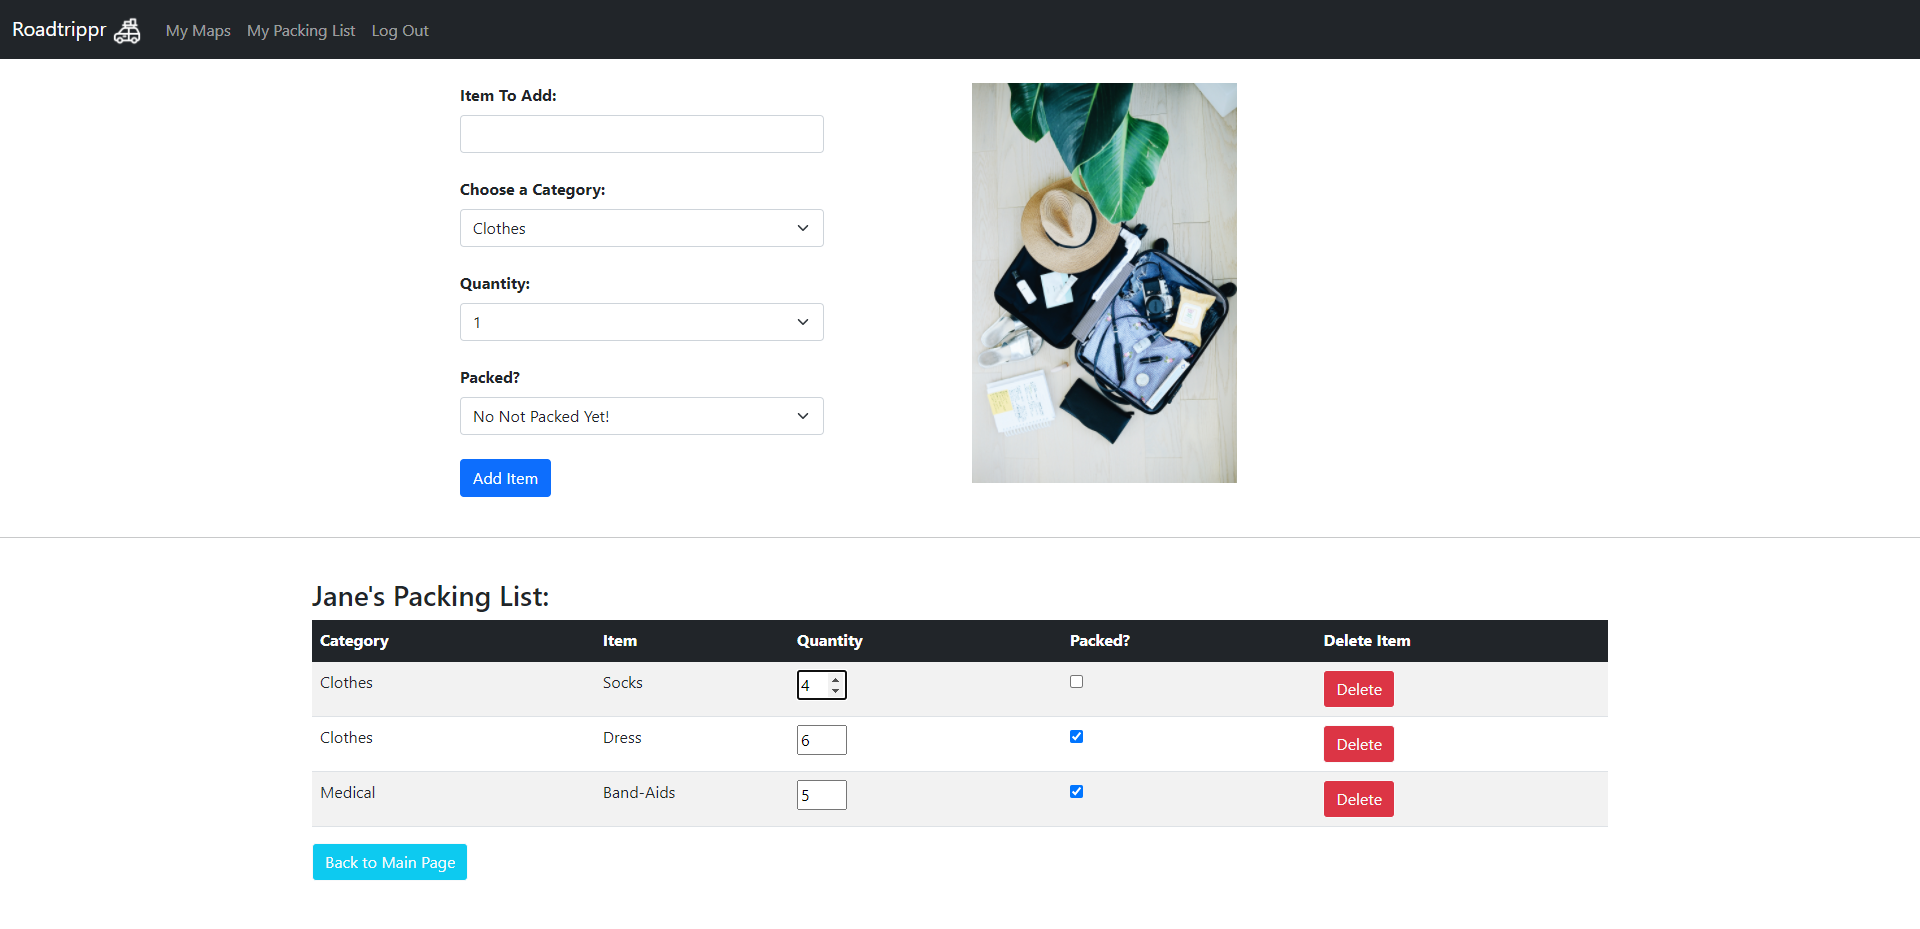 Roadtrippr My Maps My Packing List Log Out
Item To Add:
Choose a Category:
Clothes
Quantity:
1
Packed?
No Not Packed Yet!
Add Item
Jane's Packing List:
Category Item Quantity Packed? Delete Item
Clothes Socks 4 Delete
Clothes Dress 6 Delete
Medical Band-Aids 5 Delete
Back to Main Page